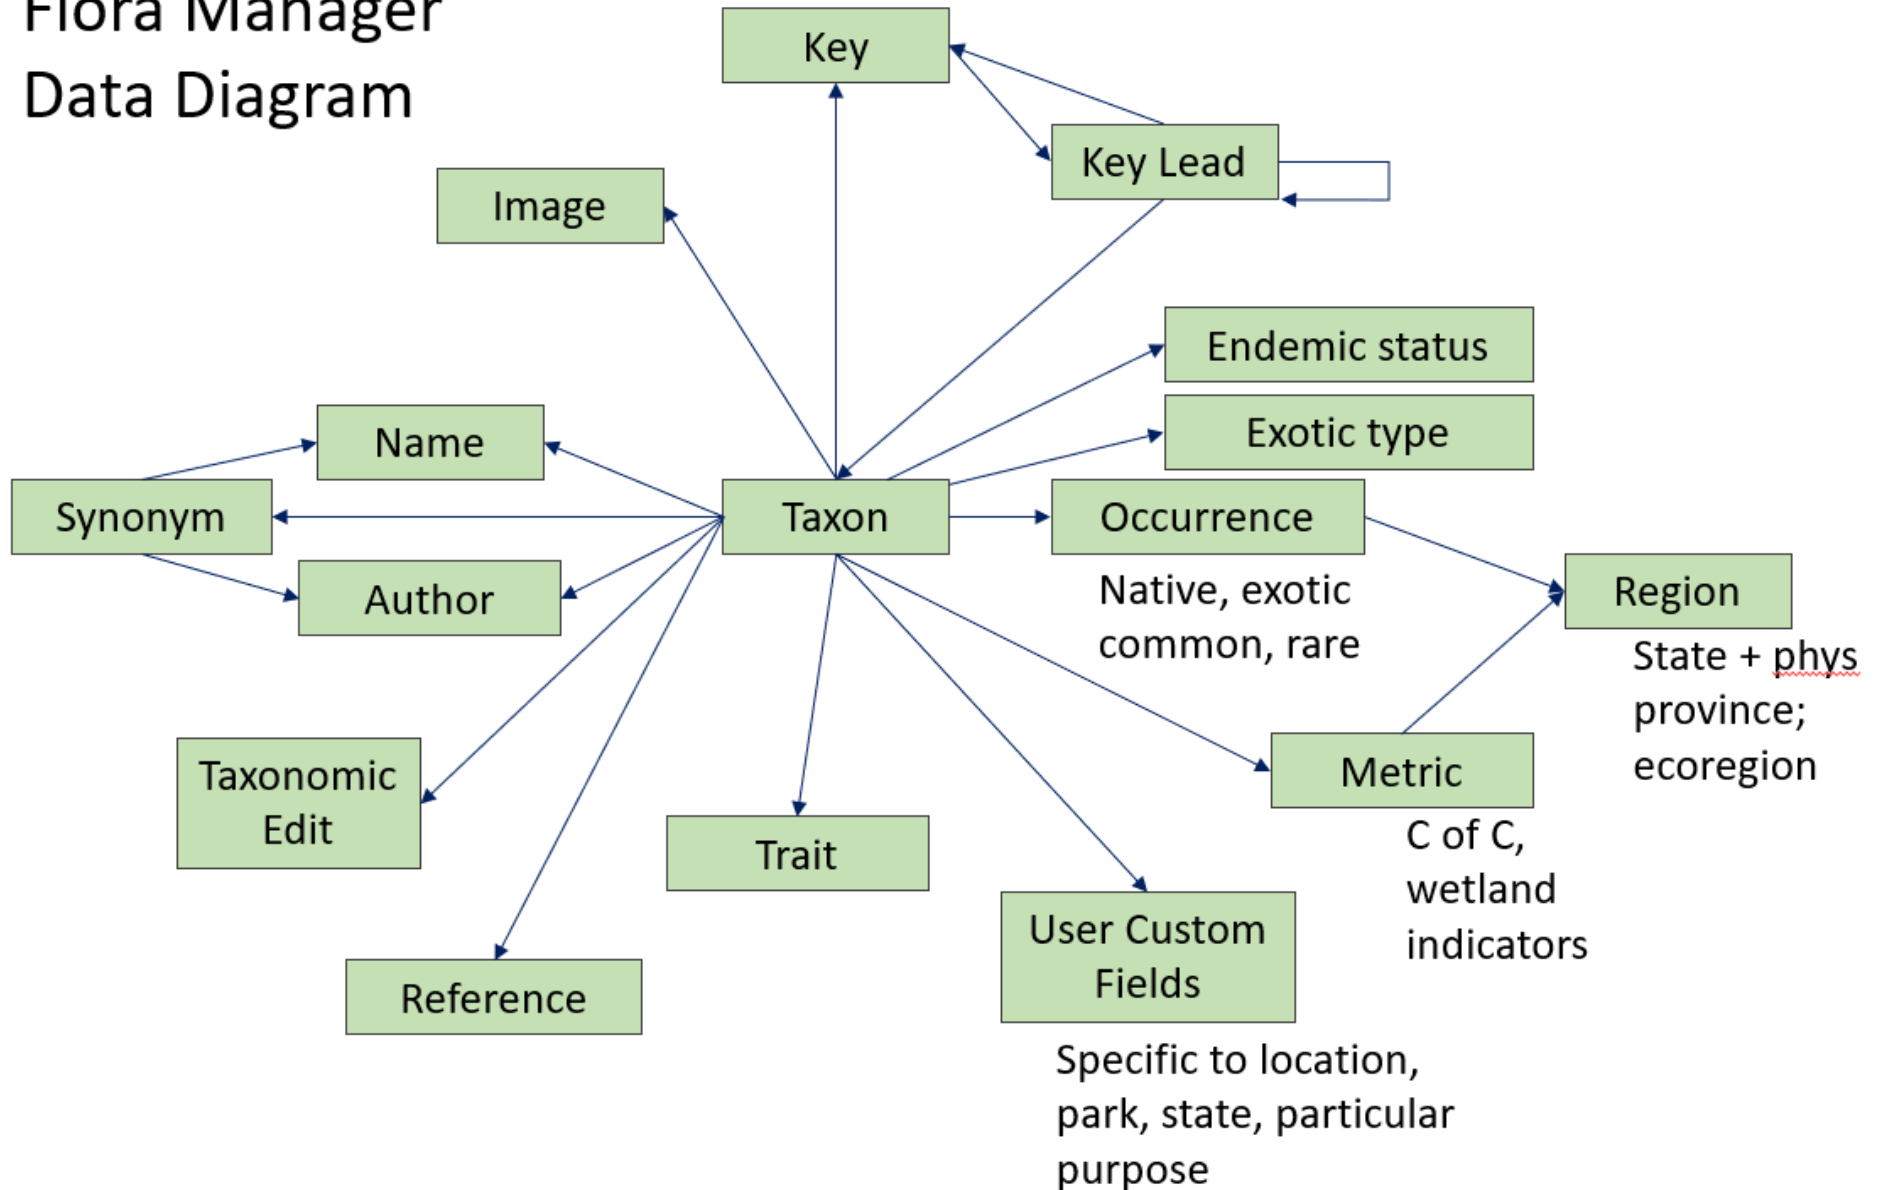 Flora Manager
Data Diagram
Key
Key Lead
Image
Endemic status
Exotic type
Name
Synonym
Taxon
Occurrence
Author
Native, exotic
common, rare
Region
State + phys
province;
ecoregion
Taxonomic
Edit
Trait
Metric
C of C,
wetland
indicators
User Custom
Fields
Reference
Specific to location,
park, state, particular
purpose